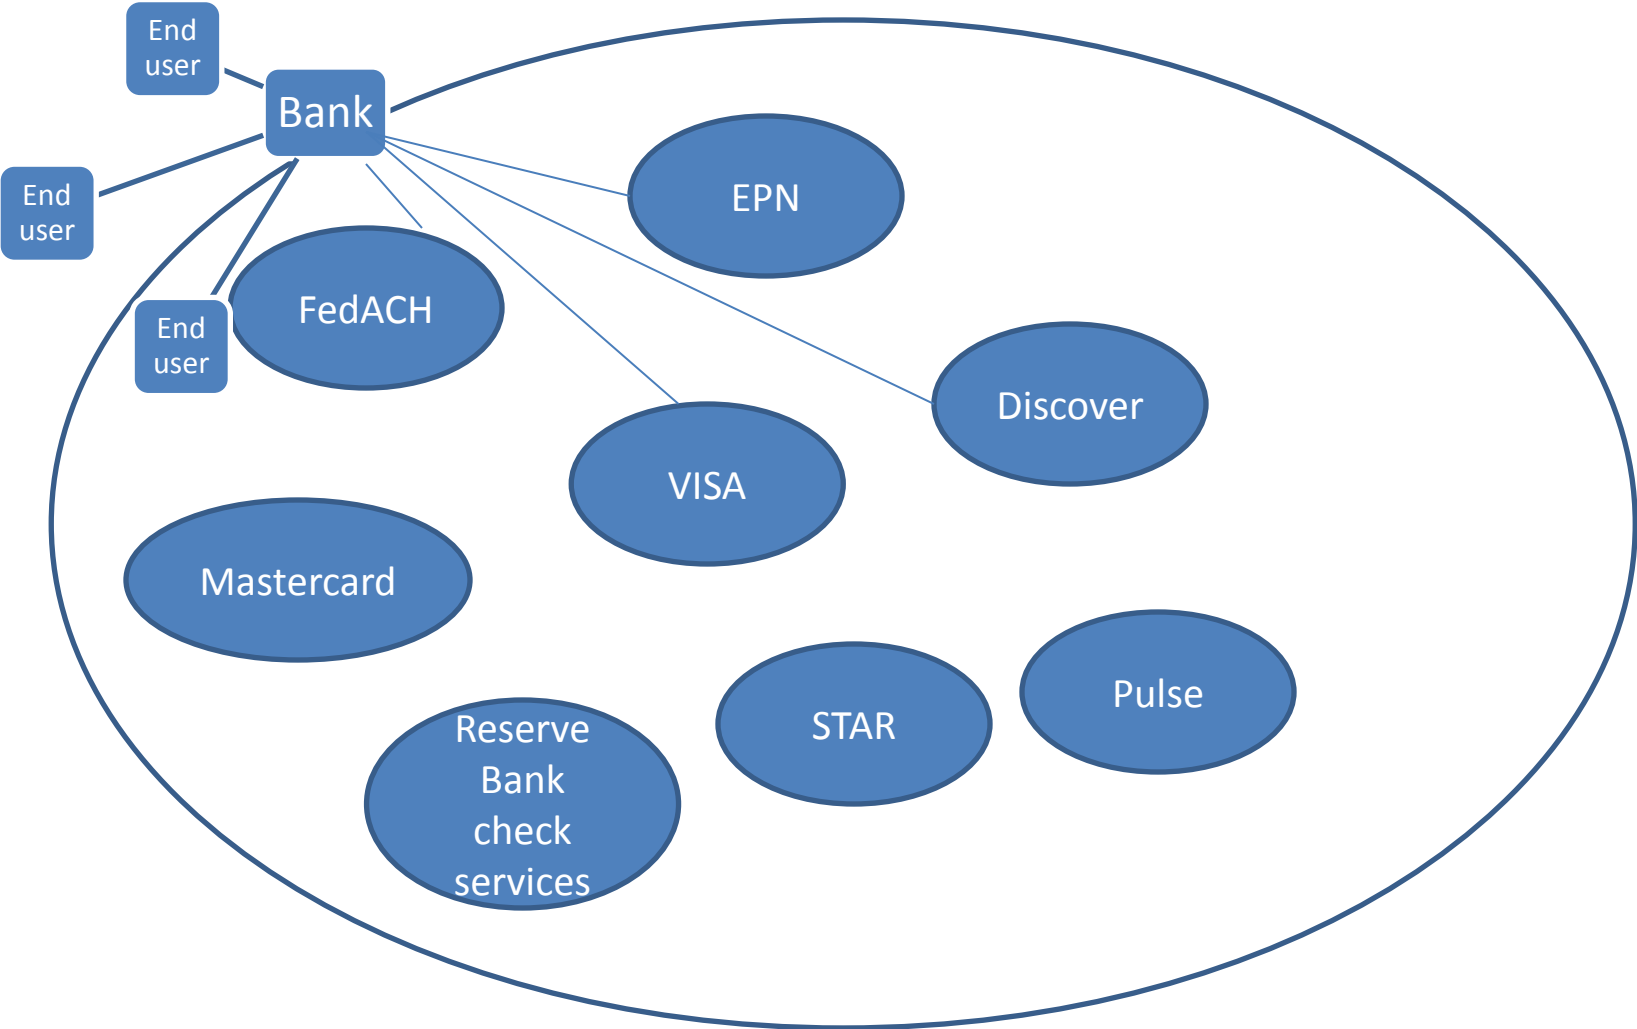 End
user
Bank
End
user
EPN
FedACH
End
user
Discover
VISA
Mastercard
Pulse
STAR
Reserve
Bank
check
services